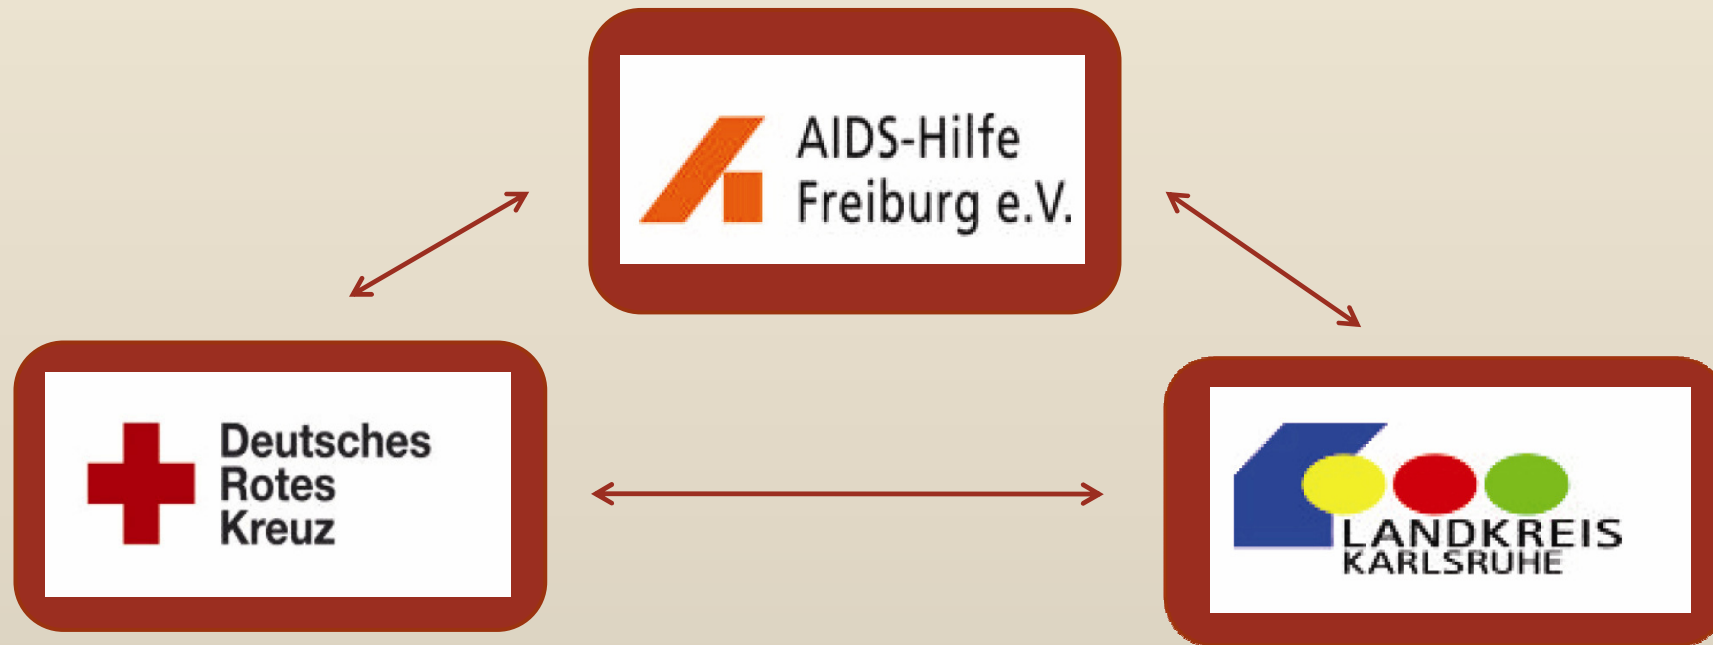 AIDS-Hilfe
Freiburg e.V.
Deutsches
Rotes
Kreuz
LANDKREIS
KARLSRUHE